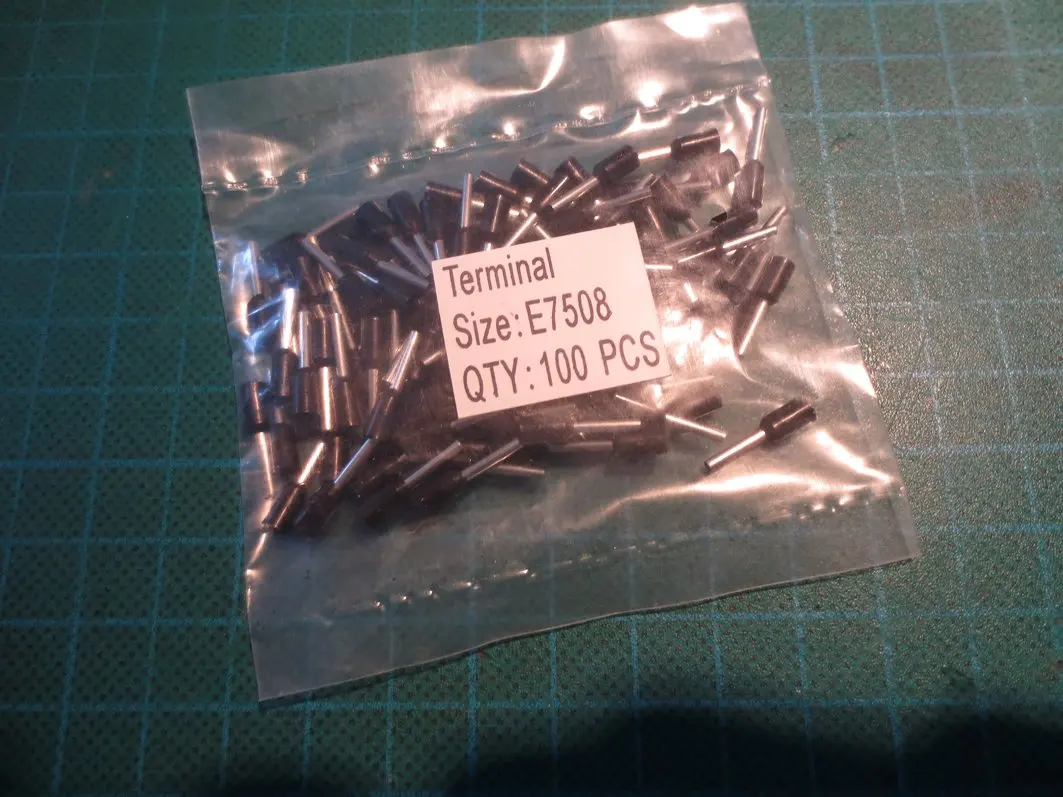 Terminal
Size: E7508
QTY: 100 PCS